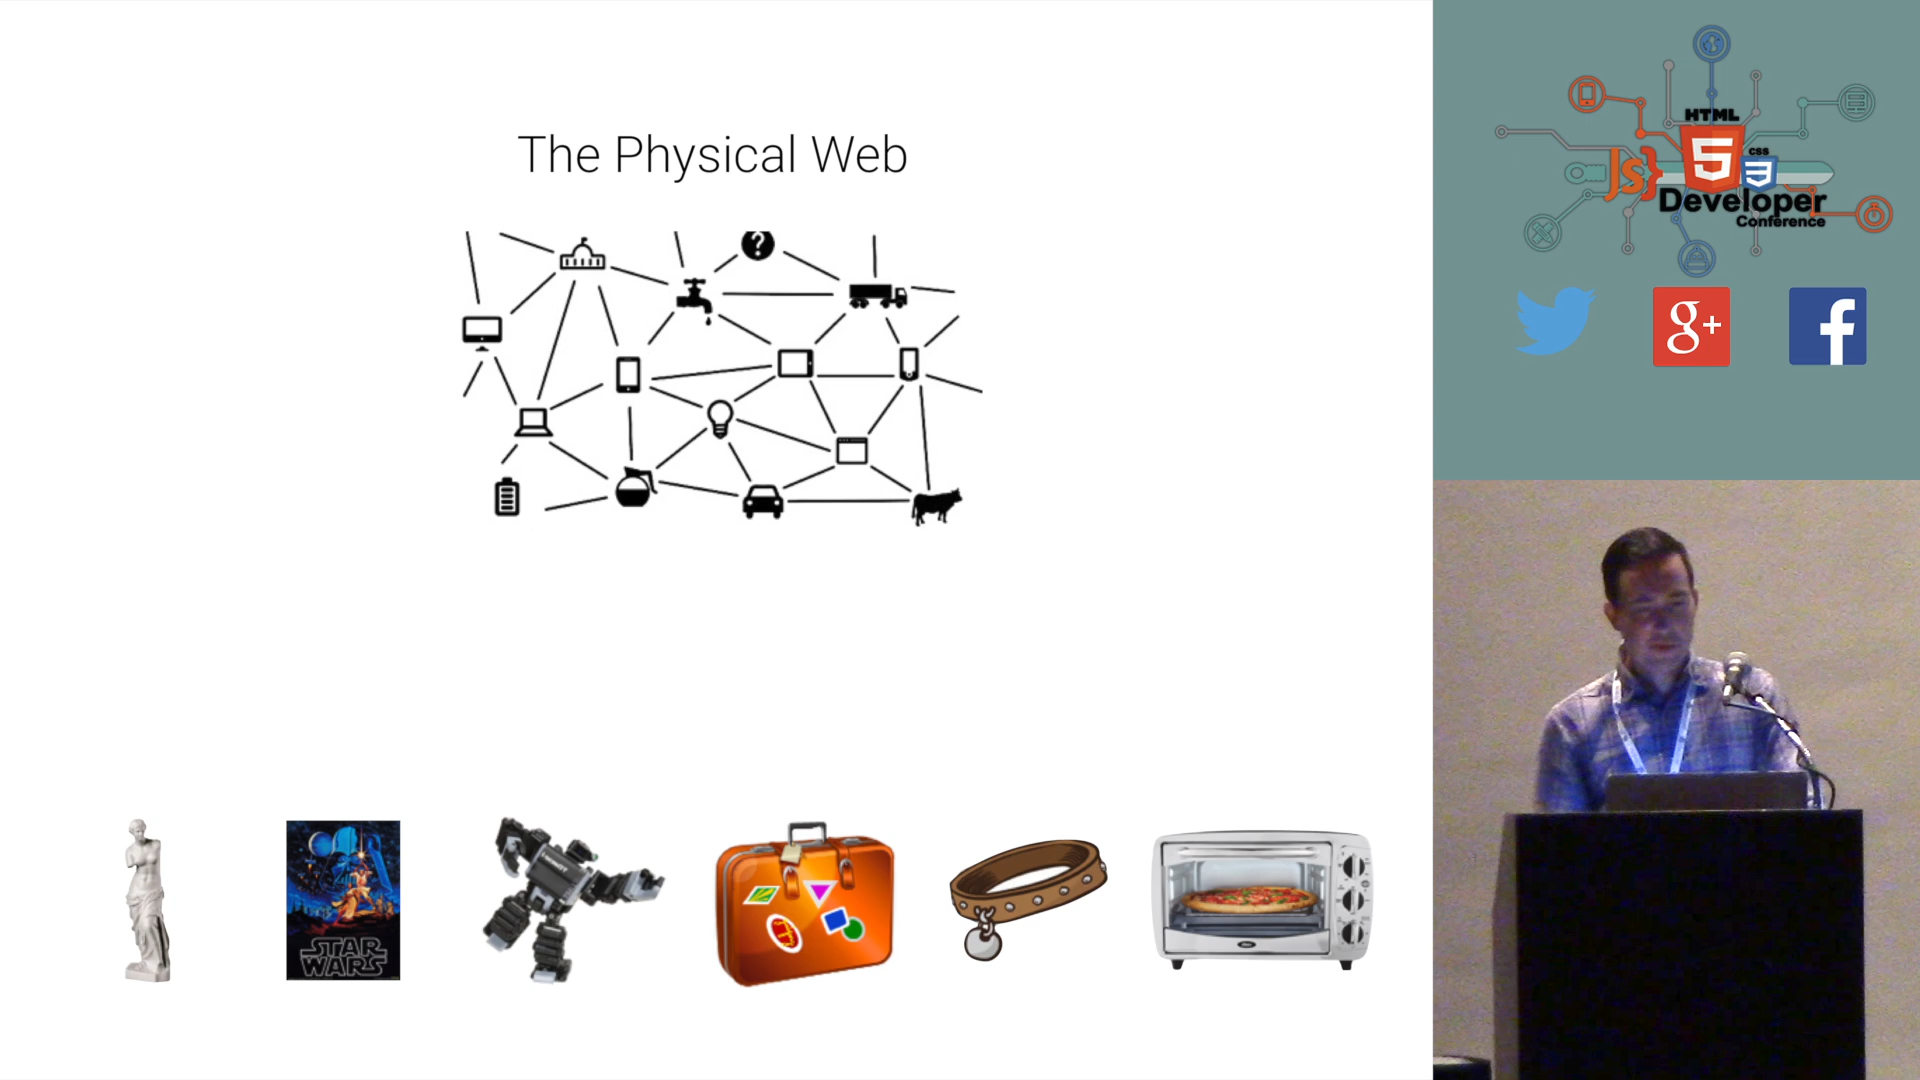 The Physical Web
?
STAR
WARS
HTML
5
CSS
3
JS}
Developer
Conference
g+
f